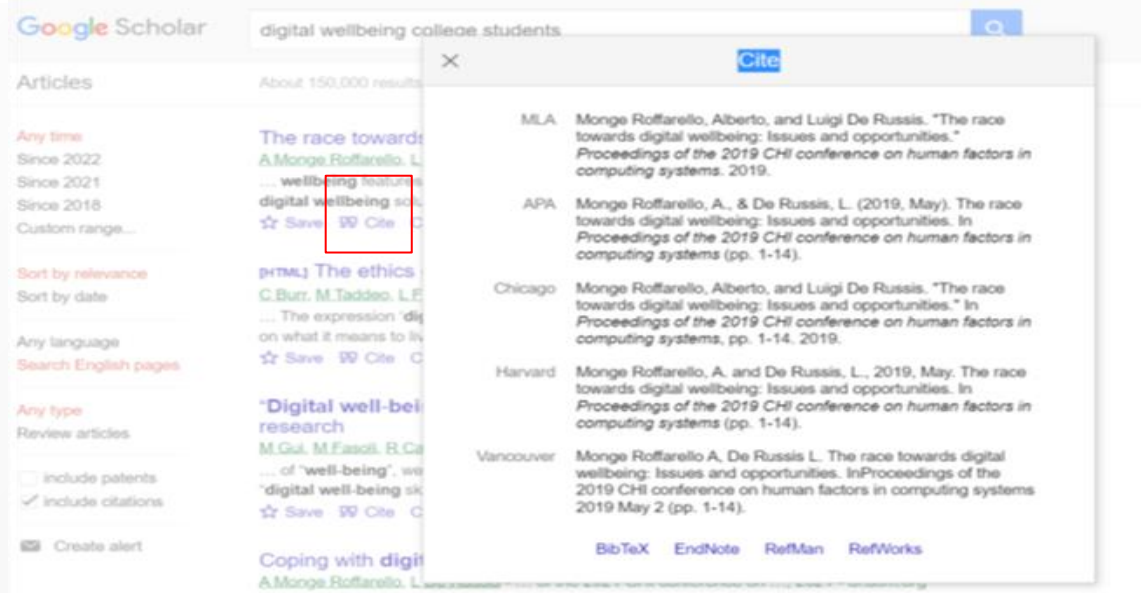 Google Scholar
digital wellbeing college students
Articles
About 150,000 results
Any time
Since 2022
Since 2021
Since 2018
Custom range...
Sort by relevance
Sort by date
Any language
Search English pages
Any type
Review articles
include patents
include citations
Create alert
The race towards
A Monge Roffarello, L
... wellbeing features
digital wellbeing
Save Cite
[HTML] The ethics
C Burr, M Taddeo, L F
... The expression "dig
on what it means to liv
Save Cite C
"Digital well-bei
research
M Gui, M Fasoli, R Ca
... of "well-being", we
"digital well-being sk
Save Cite C
Coping with digit
A Monge Roffarello, L
Cite
MLA Monge Roffarello, Alberto, and Luigi De Russis. "The race
towards digital wellbeing: Issues and opportunities."
Proceedings of the 2019 CHI conference on human factors in
computing systems. 2019.
APA Monge Roffarello, A., & De Russis, L. (2019, May). The race
towards digital wellbeing: Issues and opportunities. In
Proceedings of the 2019 CHI conference on human factors in
computing systems (pp. 1-14).
Chicago Monge Roffarello, Alberto, and Luigi De Russis. "The race
towards digital wellbeing: Issues and opportunities." In
Proceedings of the 2019 CHI conference on human factors in
computing systems, pp. 1-14. 2019.
Harvard Monge Roffarello, A. and De Russis, L., 2019, May. The race
towards digital wellbeing: Issues and opportunities. In
Proceedings of the 2019 CHI conference on human factors in
computing systems (pp. 1-14).
Vancouver Monge Roffarello A, De Russis L. The race towards digital
wellbeing: Issues and opportunities. InProceedings of the
2019 CHI conference on human factors in computing systems
2019 May 2 (pp. 1-14).
BibTeX EndNote RefMan RefWorks